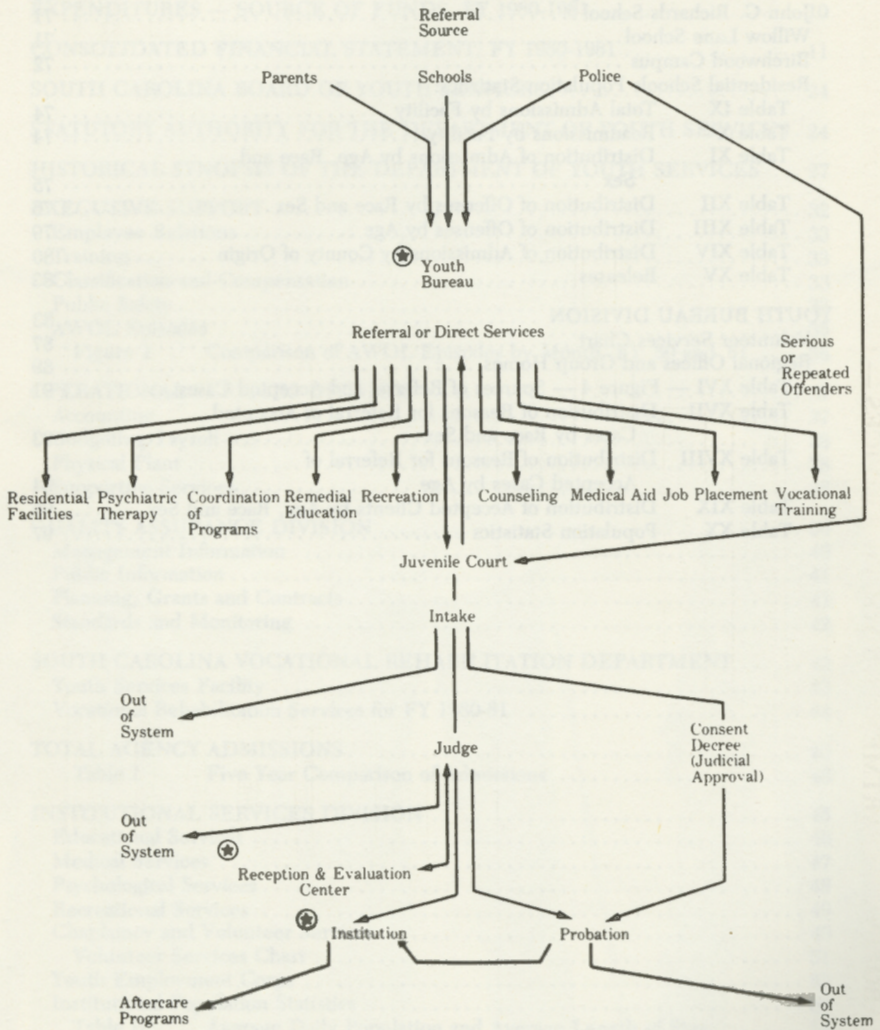 Referral
Source
Parents
Schools
Police
Youth
Bureau
Referral or Direct Services
Serious
or
Repeated
Offenders
Residential
Facilities
Psychiatric
Therapy
Coordination
of
Programs
Remedial
Education
Recreation
Counseling
Medical Aid
Job Placement
Vocational
Training
Juvenile Court
Intake
Out
of
System
Judge
Consent
Decree
(Judicial
Approval)
Out
of
System
Reception & Evaluation
Center
Institution
Probation
Aftercare
Programs
Out
of
System